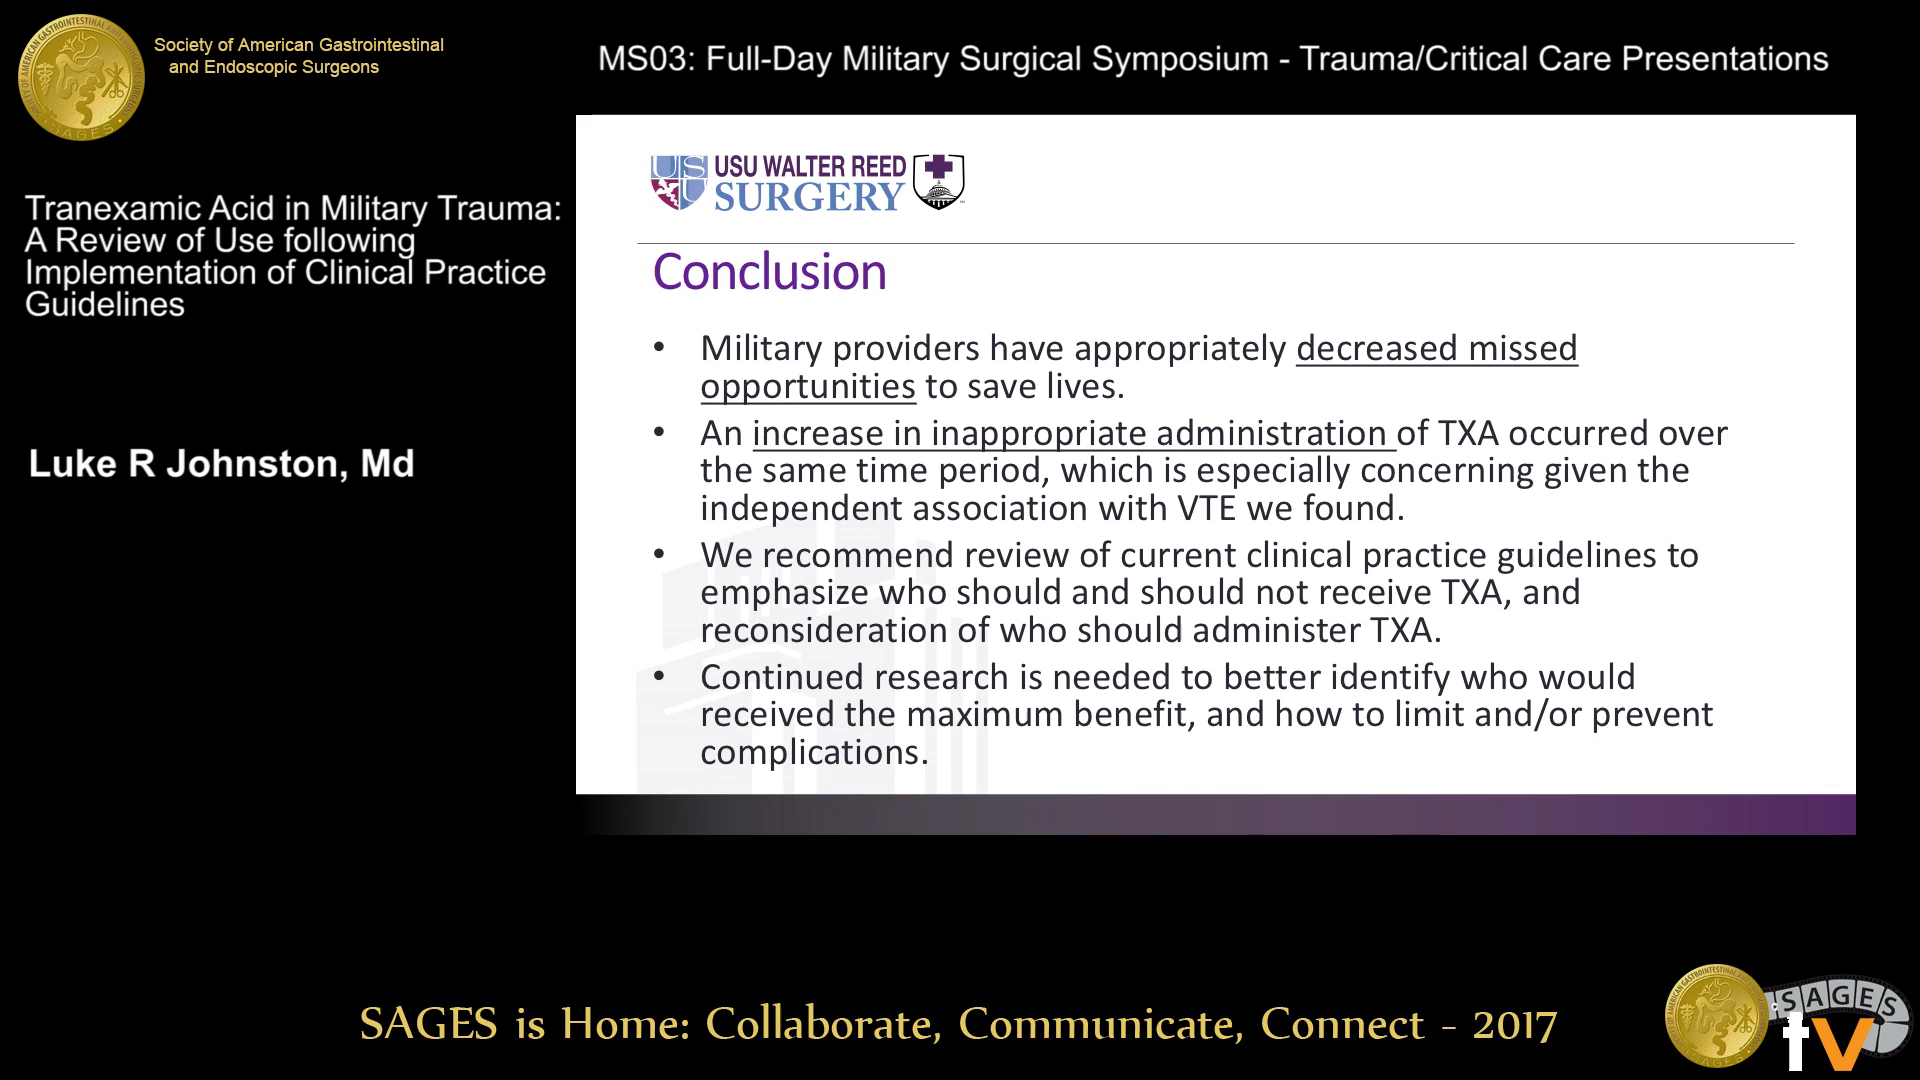 Society of American Gastrointestinal
and Endoscopic Surgeons
MS03: Full-Day Military Surgical Symposium - Trauma/Critical Care Presentations
Tranexamic Acid in Military Trauma:
A Review of Use following
Implementation of Clinical Practice
Guidelines
Luke R Johnston, Md
USU WALTER REED
SURGERY
Conclusion
• Military providers have appropriately decreased missed
opportunities to save lives.
• An increase in inappropriate administration of TXA occurred over
the same time period, which is especially concerning given the
independent association with VTE we found.
• We recommend review of current clinical practice guidelines to
emphasize who should and should not receive TXA, and
reconsideration of who should administer TXA.
• Continued research is needed to better identify who would
received the maximum benefit, and how to limit and/or prevent
complications.
SAGES is Home: Collaborate, Communicate, Connect - 2017
SAGES
tv